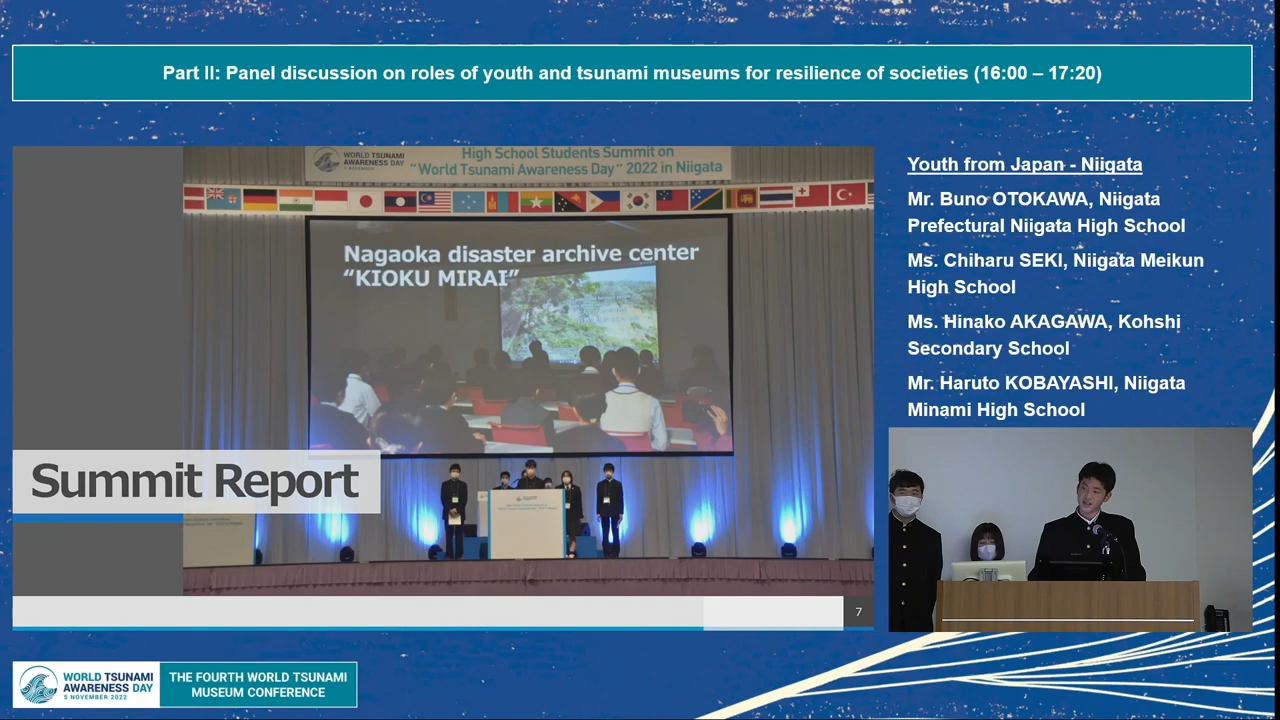 Part II: Panel discussion on roles of youth and tsunami museums for resilience of societies (16:00 – 17:20)
WORLD TSUNAMI
AWARENESS DAY
High School Students Summit on
“World Tsunami Awareness Day” 2022 in Niigata
Nagaoka disaster archive center
“KIOKU MIRAI”
Summit Report
7
Youth from Japan - Niigata
Mr. Buno OTOKAWA, Niigata
Prefectural Niigata High School
Ms. Chiharu SEKI, Niigata Meikun
High School
Ms. Hinako AKAGAWA, Kohshi
Secondary School
Mr. Haruto KOBAYASHI, Niigata
Minami High School
WORLD TSUNAMI
AWARENESS DAY
5 NOVEMBER 2022
THE FOURTH WORLD TSUNAMI
MUSEUM CONFERENCE